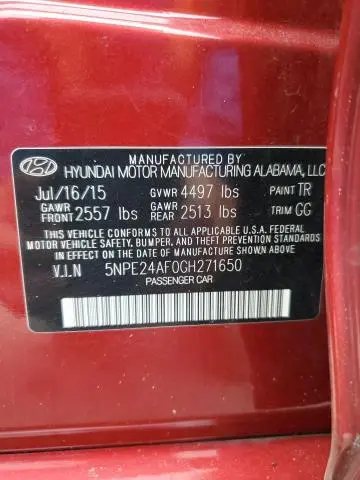 MANUFACTURED BY
HYUNDAI MOTOR MANUFACTURING ALABAMA, LLC
Jul/16/15 GVWR 4497 lbs PAINT TR
GAWR FRONT 2557 lbs GAWR REAR 2513 lbs TRIM GG
THIS VEHICLE CONFORMS TO ALL APPLICABLE U.S.A. FEDERAL
MOTOR VEHICLE SAFETY, BUMPER, AND THEFT PREVENTION
STANDARDS IN EFFECT ON THE DATE OF MANUFACTURE SHOWN ABOVE.
V.I.N 5NPE24AF0GH271650
PASSENGER CAR